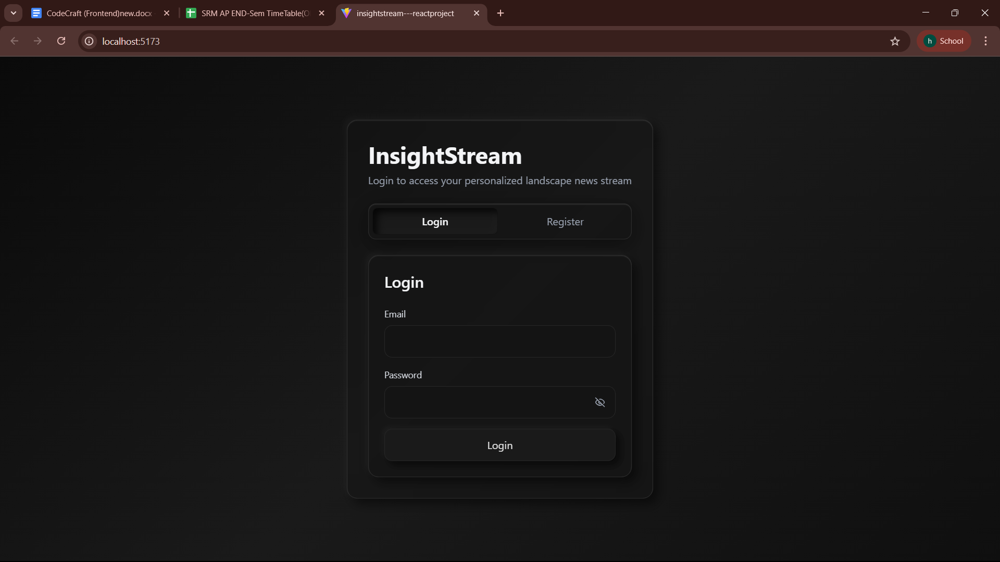 CodeCraft (Frontend)new.docx
SRM AP END-Sem TimeTable(O
insightstream---reactproject
localhost:5173
h School
InsightStream
Login to access your personalized landscape news stream
Login Register
Login
Email
Password
Login